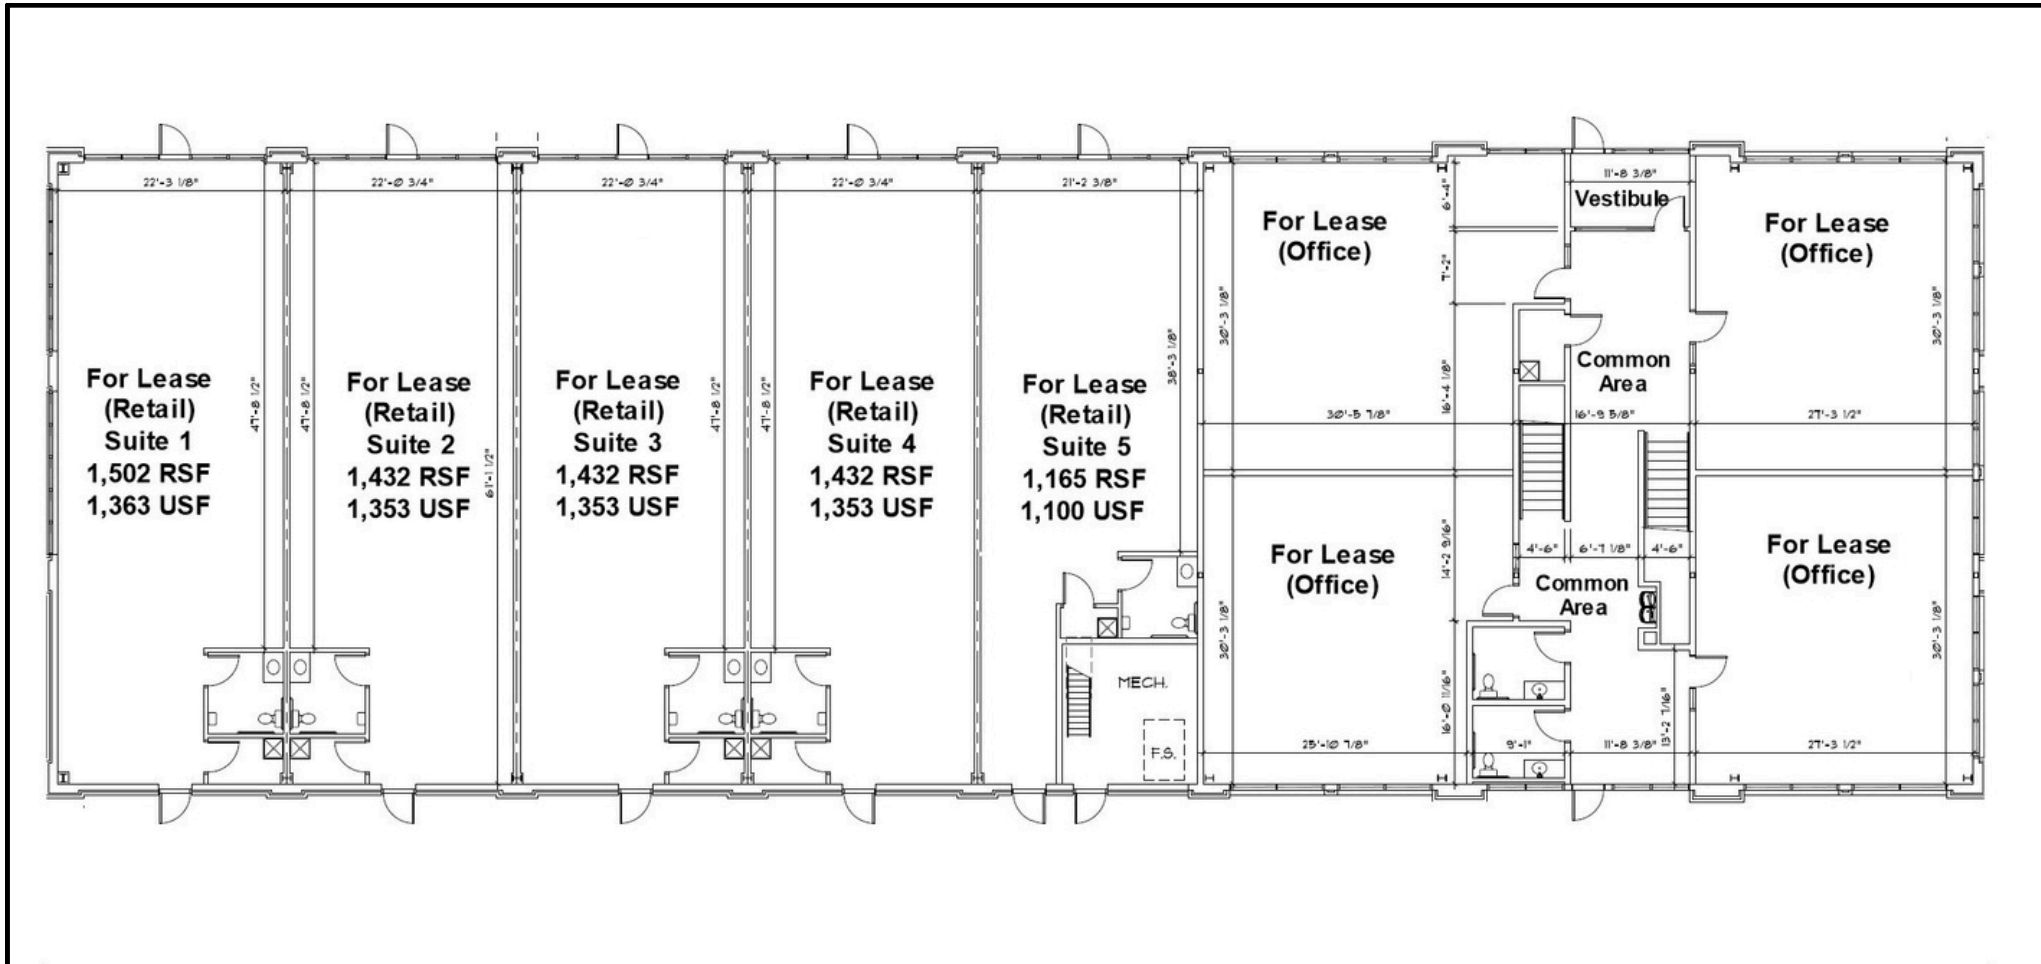 22'-3 1/8"
22'-0 3/4"
22'-0 3/4"
22'-0 3/4"
21'-2 3/8"
11'-8 3/8"
Vestibule
6'-4"
7'-2"
For Lease
(Office)
For Lease
(Office)
30'-3 1/8"
30'-3 1/8"
38'-3 1/8"
16'-4 1/8"
Common
Area
For Lease
(Retail)
Suite 1
1,502 RSF
1,363 USF
47'-8 1/2"
47'-8 1/2"
For Lease
(Retail)
Suite 2
1,432 RSF
1,353 USF
61'-1 1/2"
For Lease
(Retail)
Suite 3
1,432 RSF
1,353 USF
47'-8 1/2"
47'-8 1/2"
For Lease
(Retail)
Suite 4
1,432 RSF
1,353 USF
For Lease
(Retail)
Suite 5
1,165 RSF
1,100 USF
30'-5 7/8"
16'-9 5/8"
27'-3 1/2"
14'-2 9/16"
4'-6"
6'-7 1/8"
4'-6"
For Lease
(Office)
Common
Area
For Lease
(Office)
30'-3 1/8"
30'-3 1/8"
MECH.
F.S.
16'-0 11/16"
13'-2 7/16"
25'-10 7/8"
9'-1"
11'-8 3/8"
27'-3 1/2"